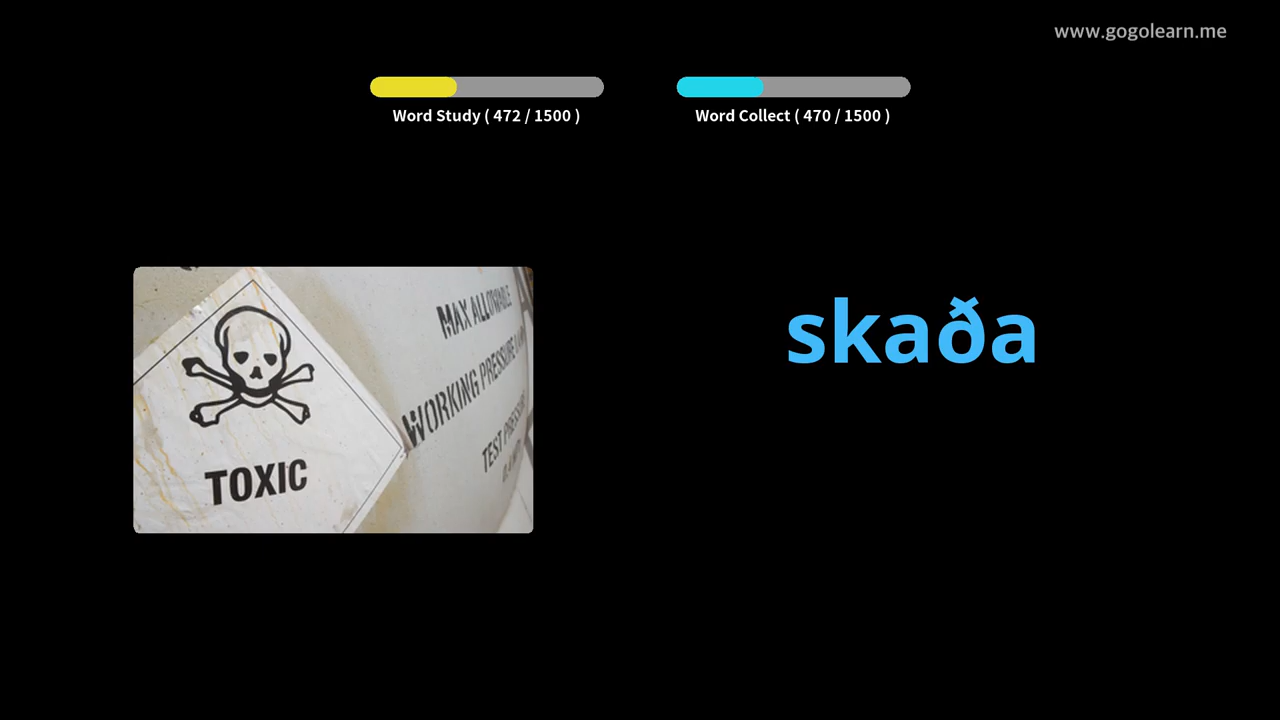 www.gogolearn.me
Word Study ( 472 / 1500 )
Word Collect ( 470 / 1500 )
MAX ALLOWABLE
WORKING PRESSURE
TEST PRESSURE
TOXIC
skaða